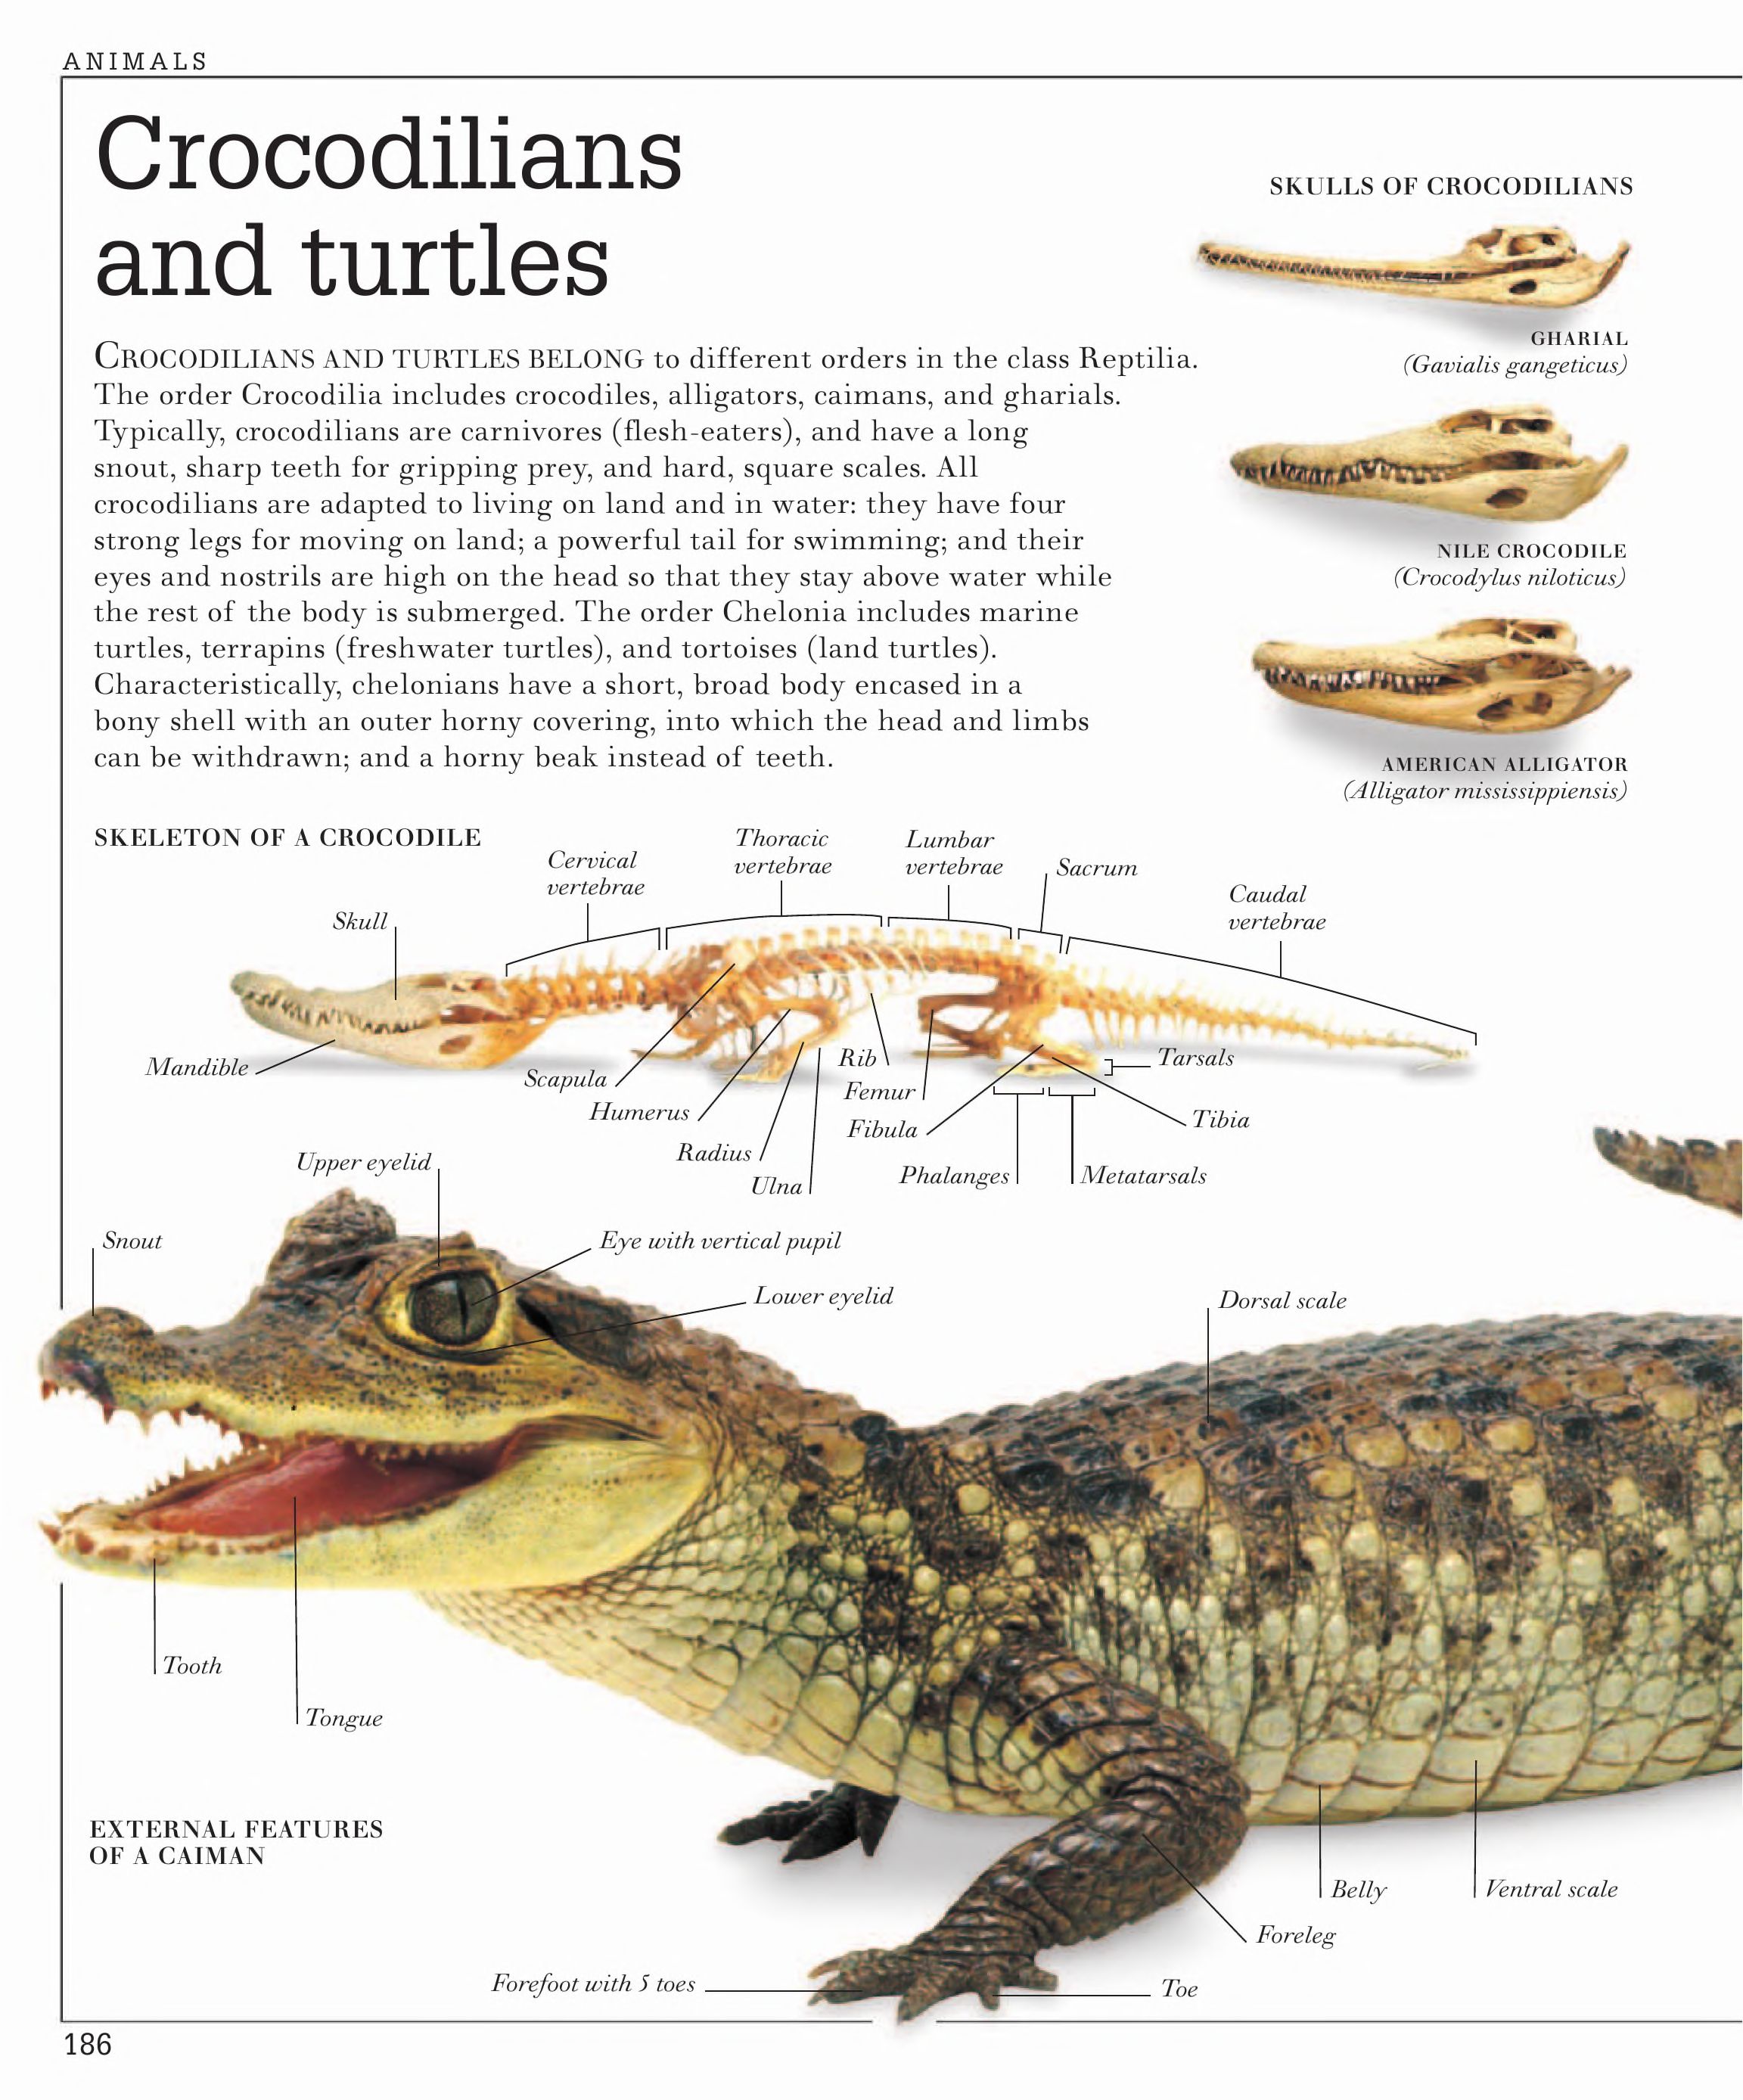 ANIMALS
Crocodilians
and turtles
CROCODILIANS AND TURTLES BELONG to different orders in the class Reptilia.
The order Crocodilia includes crocodiles, alligators, caimans, and gharials.
Typically, crocodilians are carnivores (flesh-eaters), and have a long
snout, sharp teeth for gripping prey, and hard, square scales. All
crocodilians are adapted to living on land and in water: they have four
strong legs for moving on land; a powerful tail for swimming; and their
eyes and nostrils are high on the head so that they stay above water while
the rest of the body is submerged. The order Chelonia includes marine
turtles, terrapins (freshwater turtles), and tortoises (land turtles).
Characteristically, chelonians have a short, broad body encased in a
bony shell with an outer horny covering, into which the head and limbs
can be withdrawn; and a horny beak instead of teeth.
SKULLS OF CROCODILIANS
GHARIAL
(Gavialis gangeticus)
NILE CROCODILE
(Crocodylus niloticus)
AMERICAN ALLIGATOR
(Alligator mississippiensis)
SKELETON OF A CROCODILE
Skull
Cervical
vertebrae
Thoracic
vertebrae
Lumbar
vertebrae
Sacrum
Caudal
vertebrae
Mandible
Scapula
Humerus
Radius
Ulna
Rib
Femur
Fibula
Phalanges
Metatarsals
Tibia
Tarsals
Upper eyelid
Snout
Eye with vertical pupil
Lower eyelid
Dorsal scale
Tooth
Tongue
EXTERNAL FEATURES
OF A CAIMAN
Belly
Ventral scale
Foreleg
Forefoot with 5 toes
Toe
186